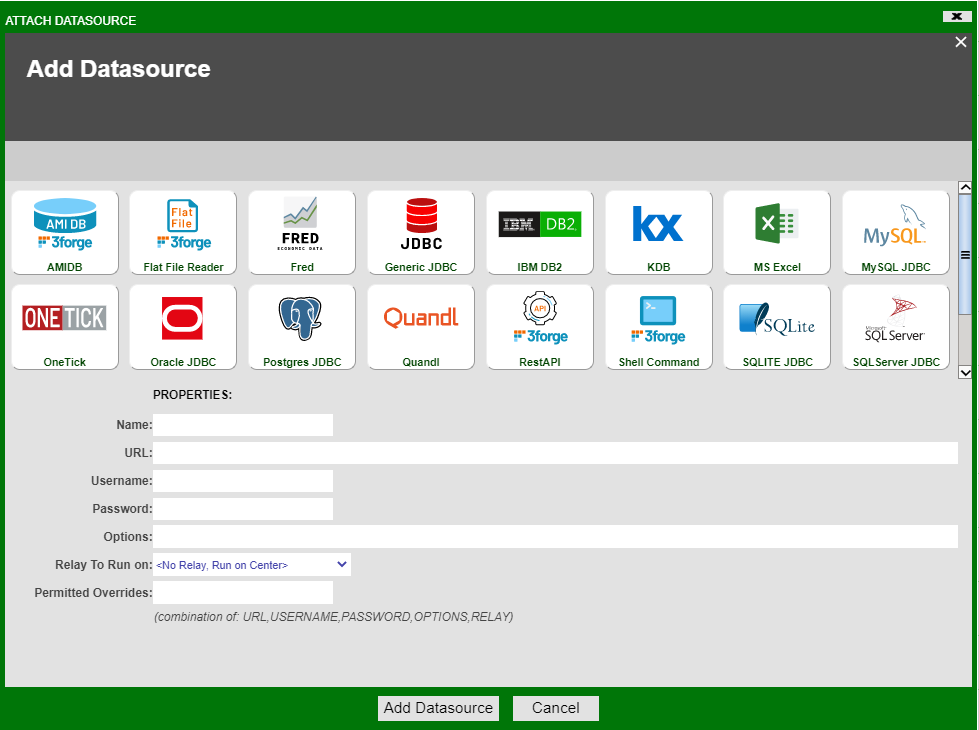 ATTACH DATASOURCE
Add Datasource
AMI DB
3forge
AMIDB
Flat
File
3forge
Flat File Reader
FRED
ECONOMIC DATA
Fred
JDBC
Generic JDBC
IBM DB2
IBM DB2
kx
KDB
X
MS Excel
MySQL
MySQL JDBC
ONETICK
OneTick
Oracle JDBC
Postgres JDBC
Quandl
Quandl
API
3forge
RestAPI
>_
3forge
Shell Command
SQLite
SQLITE JDBC
Microsoft
SQL Server
SQLServer JDBC
PROPERTIES:
Name:
URL:
Username:
Password:
Options:
Relay To Run on: <No Relay, Run on Center>
Permitted Overrides:
(combination of: URL,USERNAME,PASSWORD,OPTIONS,RELAY)
Add Datasource Cancel